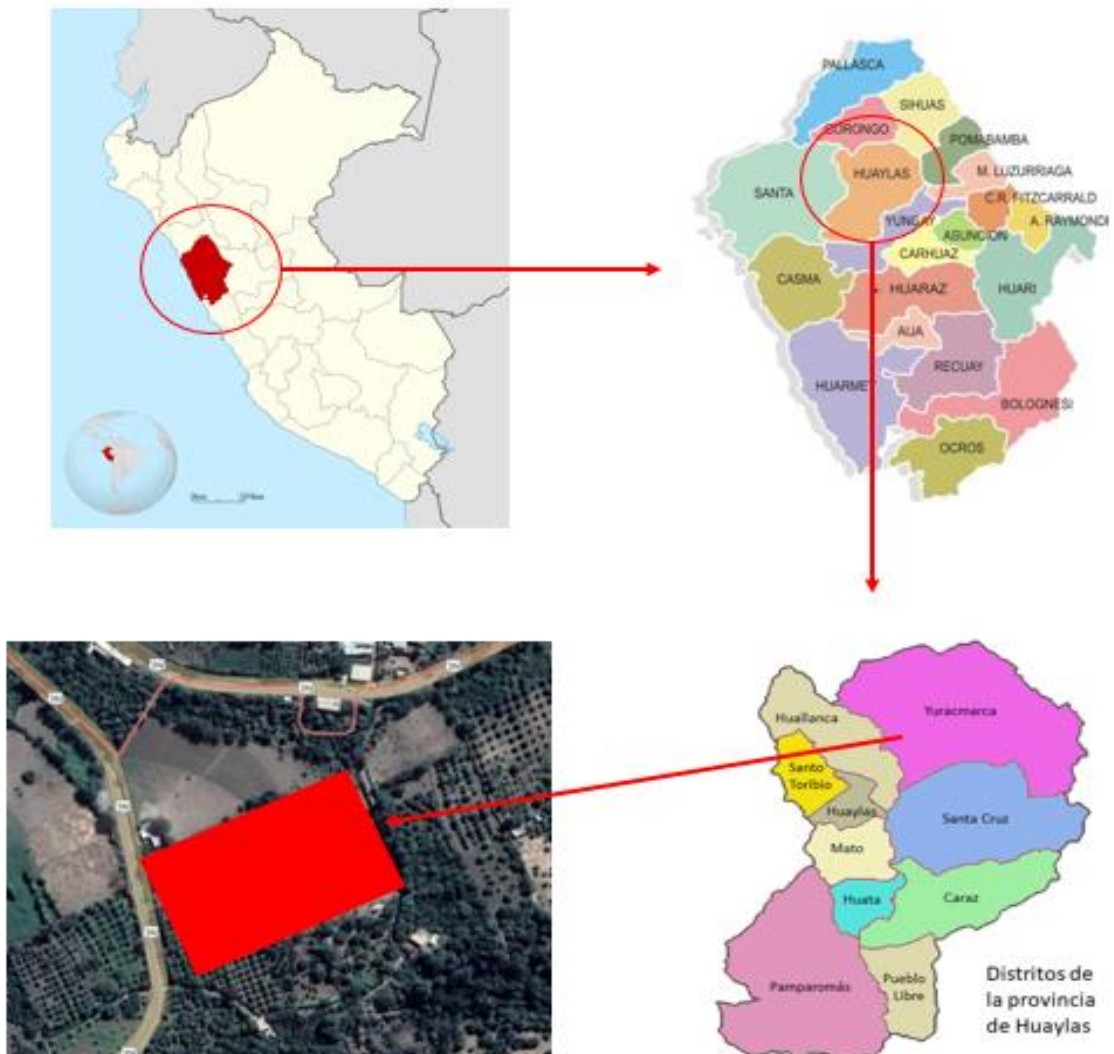 PALLASCA
SIHUAS
CORONGO
POMABAMBA
HUAYLAS
M. LUZURRIAGA
SANTA
C.R. FITZCARRALD
YUNGAY
A. RAYMONDI
ASUNCION
CARHUAZ
CASMA
HUARAZ
HUARI
AIJA
RECUAY
HUARMEY
BOLOGNESI
OCROS
Huallanca
Yuracmarca
Santo
Toribio
Huaylas
Santa Cruz
Mato
Huata
Caraz
Pamparomás
Pueblo
Libre
Distritos de
la provincia
de Huaylas